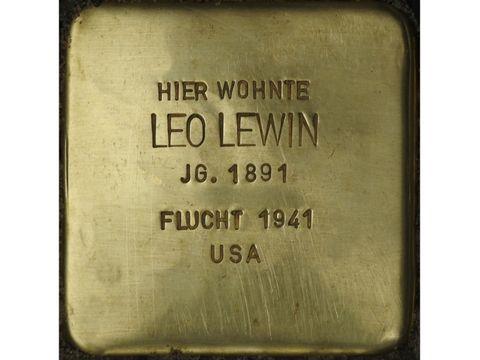 HIER WOHNTE
LEO LEWIN
JG. 1891
FLUCHT 1941
USA